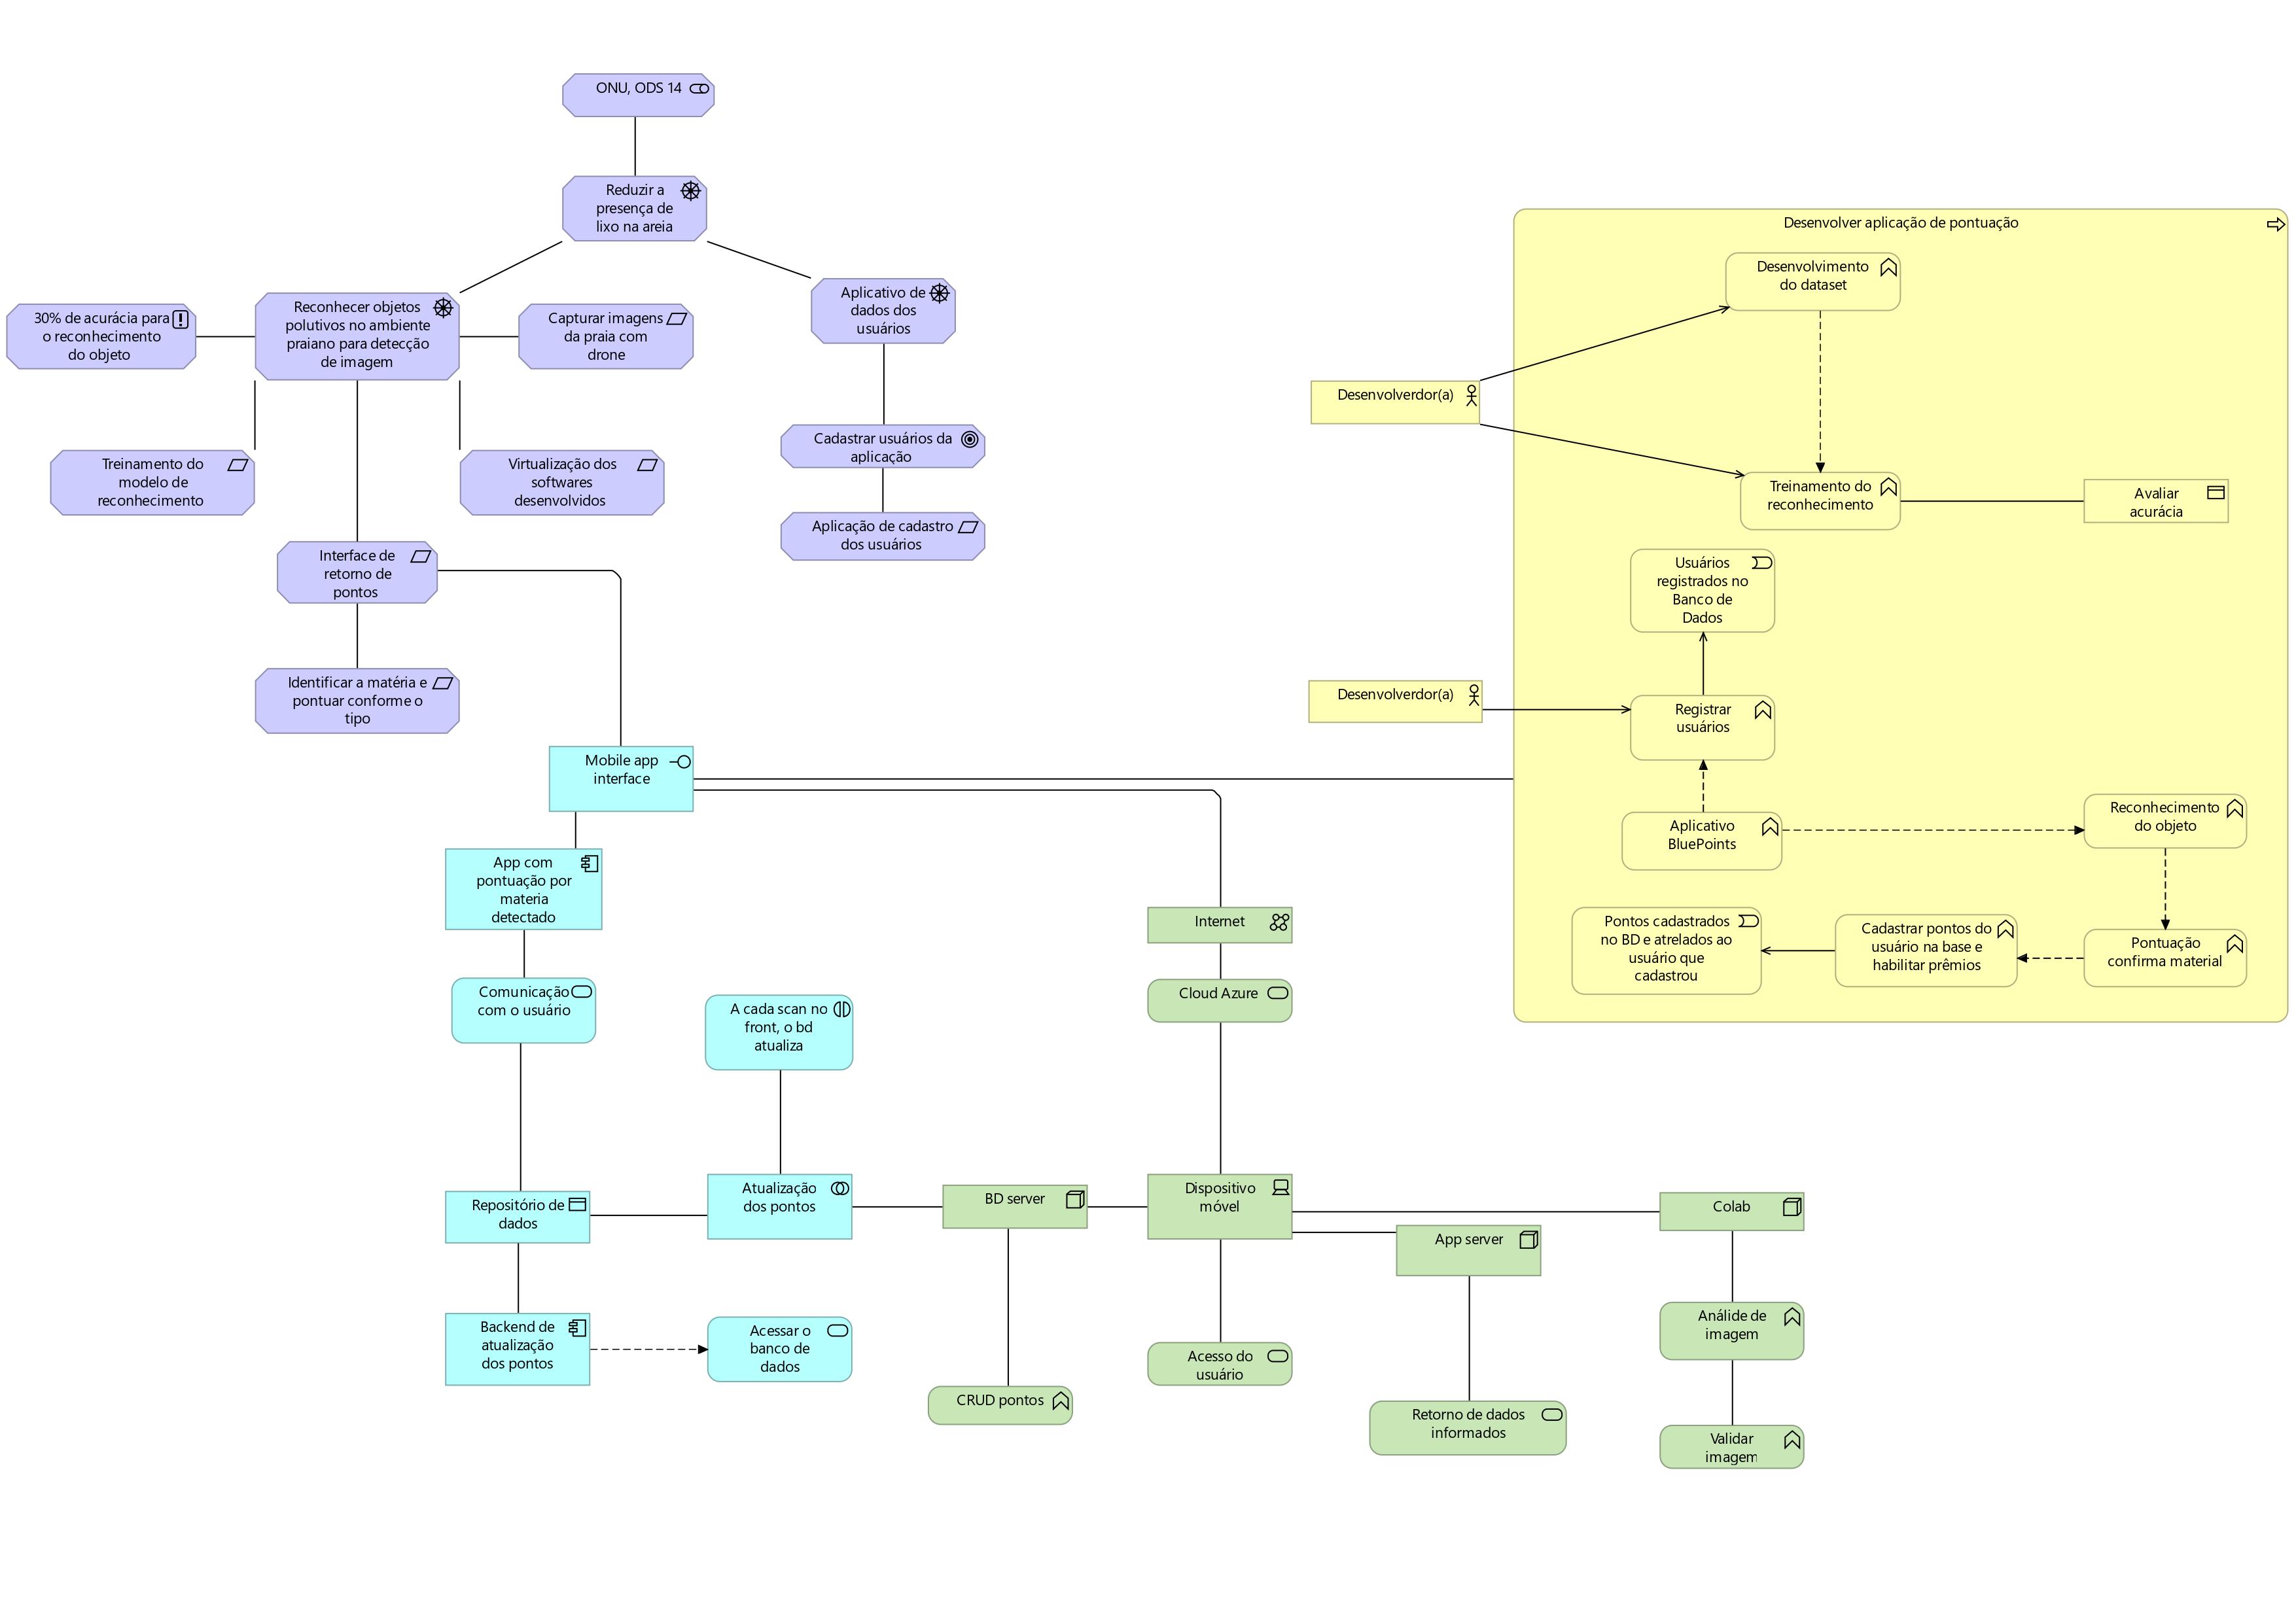 ONU, ODS 14
Reduzir a
presença de
lixo na areia
30% de acurácia para
o reconhecimento
do objeto
Reconhecer objetos
polutivos no ambiente
praiano para detecção
de imagem
Capturar imagens
da praia com
drone
Aplicativo de
dados dos
usuários
Treinamento do
modelo de
reconhecimento
Virtualização dos
softwares
desenvolvidos
Cadastrar usuários da
aplicação
Aplicação de cadastro
dos usuários
Interface de
retorno de
pontos
Identificar a matéria e
pontuar conforme o
tipo
Desenvolver aplicação de pontuação
Desenvolvimento
do dataset
Desenvolverdor(a)
Treinamento do
reconhecimento
Avaliar
acurácia
Usuários
registrados no
Banco de
Dados
Desenvolverdor(a)
Registrar
usuários
Aplicativo
BluePoints
Reconhecimento
do objeto
Pontos cadastrados
no BD e atrelados ao
usuário que
cadastrou
Cadastrar pontos do
usuário na base e
habilitar prêmios
Pontuação
confirma material
Mobile app
interface
App com
pontuação por
materia
detectado
Comunicação
com o usuário
A cada scan no
front, o bd
atualiza
Internet
Cloud Azure
Repositório de
dados
Atualização
dos pontos
BD server
Dispositivo
móvel
App server
Colab
Backend de
atualização
dos pontos
Acessar o
banco de
dados
CRUD pontos
Acesso do
usuário
Retorno de dados
informados
Análide de
imagem
Validar
imagem